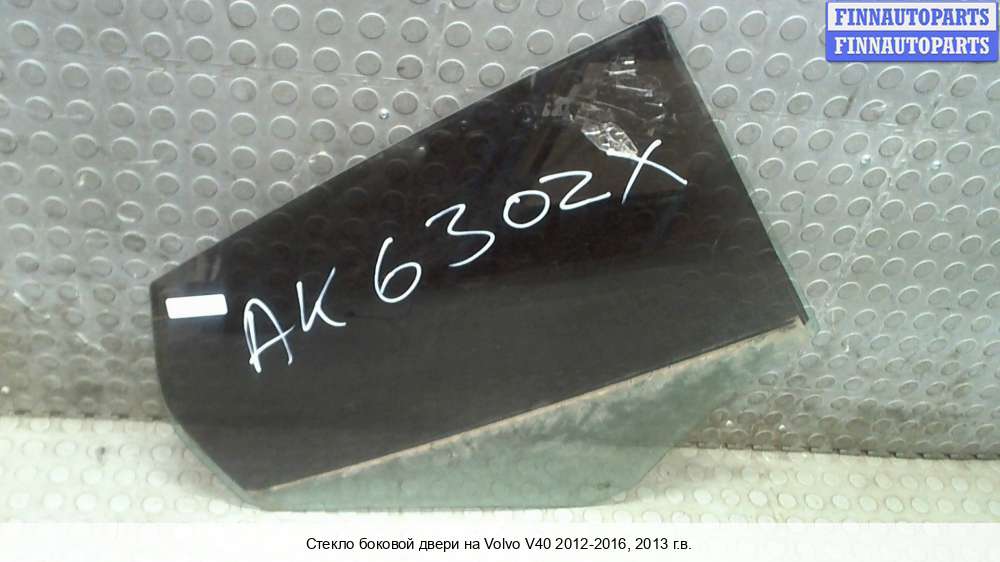 FINNAUTOPARTS
FINNAUTOPARTS
AK6302X
Стекло боковой двери на Volvo V40 2012-2016, 2013 г.в.